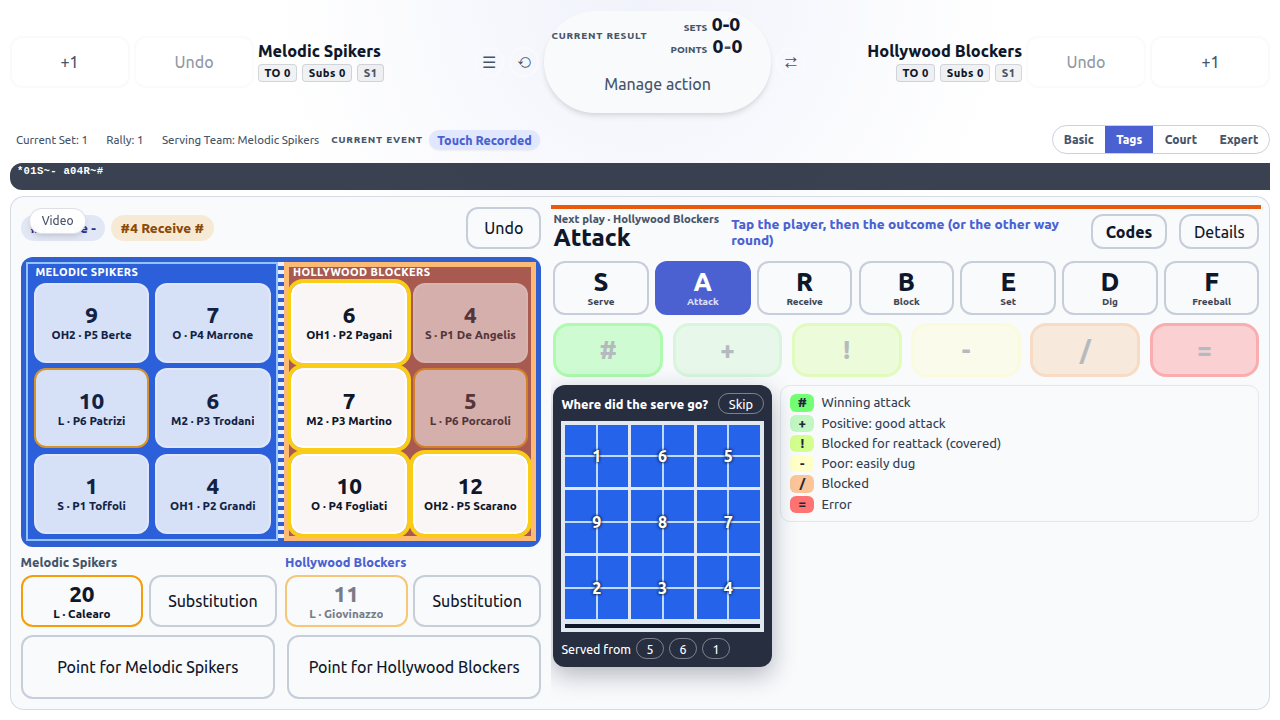 +1
Undo
Melodic Spikers
TO 0
Subs 0
S1
CURRENT RESULT
SETS 0-0
POINTS 0-0
Manage action
Hollywood Blockers
TO 0
Subs 0
S1
Undo
+1
Current Set: 1
Rally: 1
Serving Team: Melodic Spikers
CURRENT EVENT
Touch Recorded
Basic
Tags
Court
Expert
*01S~- a04R~#
Video
#4 Receive #
Undo
Next play · Hollywood Blockers
Attack
Tap the player, then the outcome (or the other way
round)
Codes
Details
MELODIC SPIKERS
HOLLYWOOD BLOCKERS
9
OH2 · P5 Berte
7
O · P4 Marrone
6
OH1 · P2 Pagani
4
S · P1 De Angelis
10
L · P6 Patrizi
6
M2 · P3 Trodani
7
M2 · P3 Martino
5
L · P6 Porcaroli
1
S · P1 Toffoli
4
OH1 · P2 Grandi
10
O · P4 Fogliati
12
OH2 · P5 Scarano
Melodic Spikers
Hollywood Blockers
20
L · Calearo
Substitution
11
L · Giovinazzo
Substitution
Point for Melodic Spikers
Point for Hollywood Blockers
S
Serve
A
Attack
R
Receive
B
Block
E
Set
D
Dig
F
Freeball
#
+
!
-
/
=
Where did the serve go?
Skip
1
6
5
9
8
7
2
3
4
Served from
5
6
1
# Winning attack
+ Positive: good attack
! Blocked for reattack (covered)
- Poor: easily dug
/ Blocked
= Error